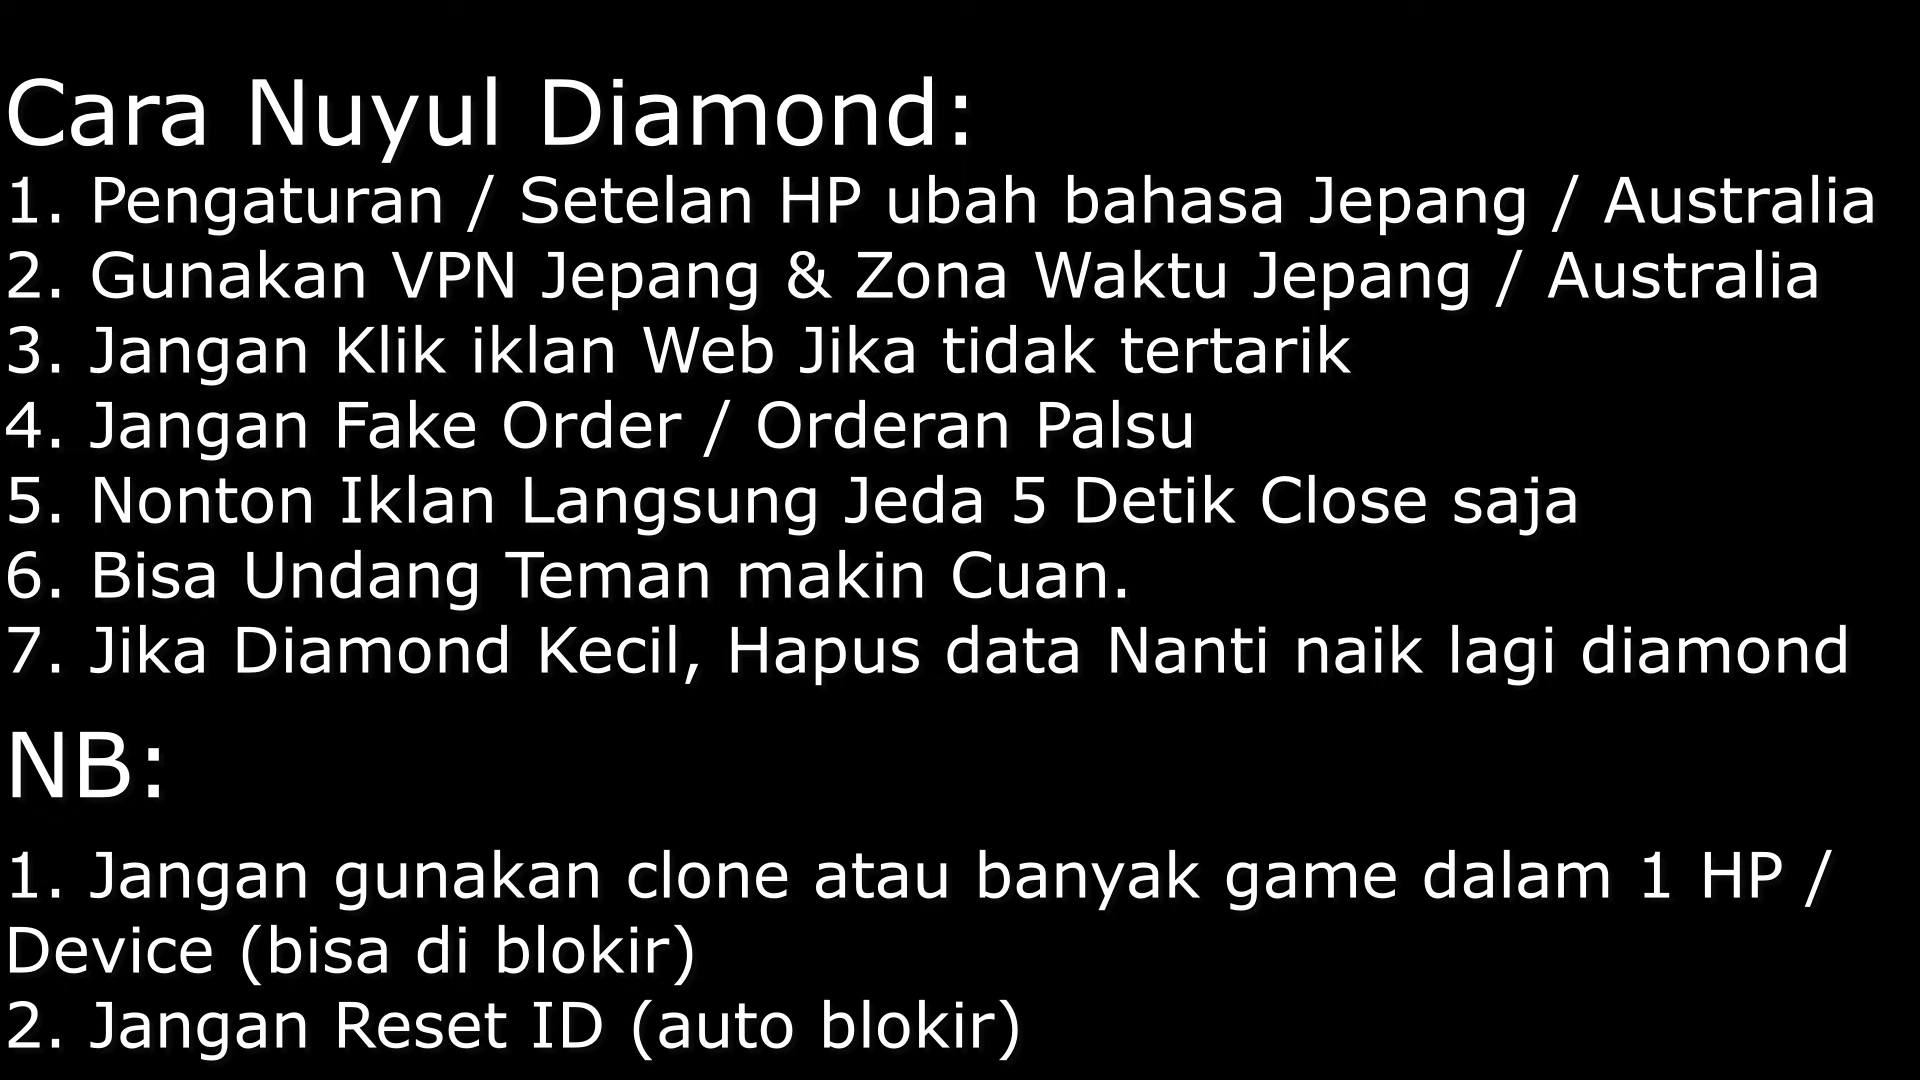 Cara Nuyul Diamond:
1. Pengaturan / Setelan HP ubah bahasa Jepang / Australia
2. Gunakan VPN Jepang & Zona Waktu Jepang / Australia
3. Jangan Klik iklan Web Jika tidak tertarik
4. Jangan Fake Order / Orderan Palsu
5. Nonton Iklan Langsung Jeda 5 Detik Close saja
6. Bisa Undang Teman makin Cuan.
7. Jika Diamond Kecil, Hapus data Nanti naik lagi diamond
NB:
1. Jangan gunakan clone atau banyak game dalam 1 HP /
Device (bisa di blokir)
2. Jangan Reset ID (auto blokir)